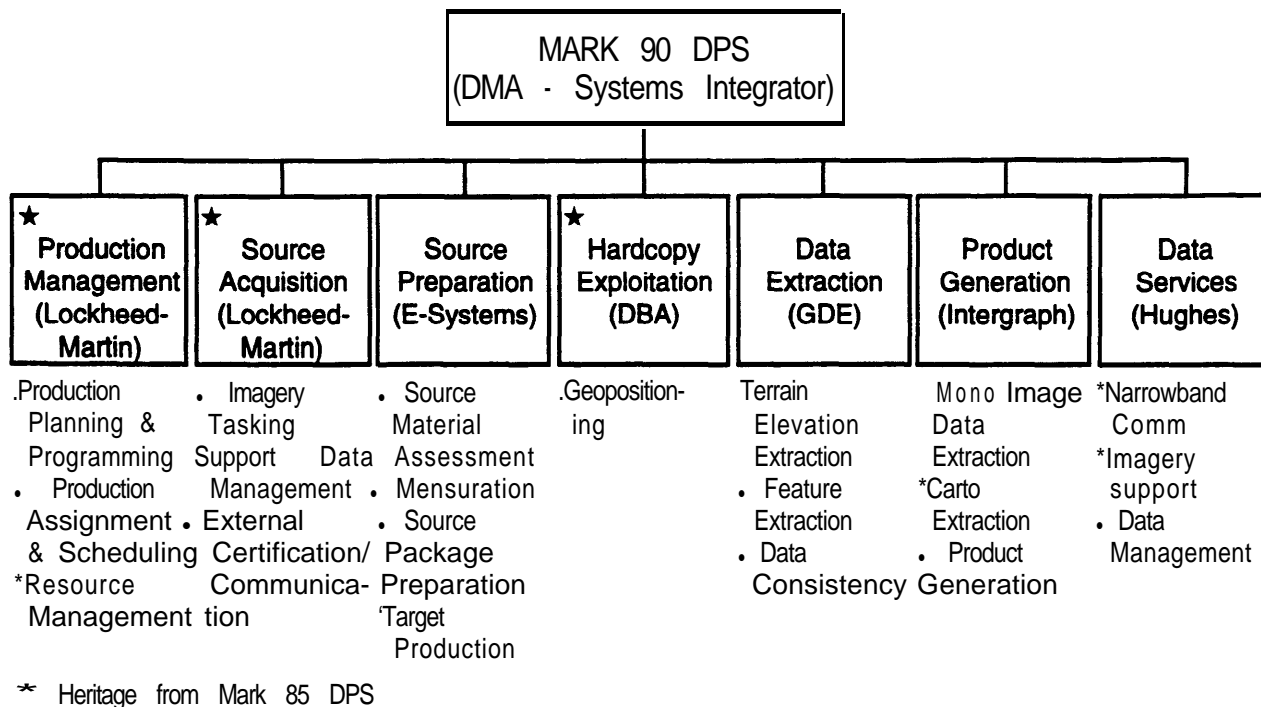 MARK 90 DPS
(DMA - Systems Integrator)
★
Production
Management
(Lockheed-
Martin)
★
Source
Acquisition
(Lockheed-
Martin)
Source
Preparation
(E-Systems)
★
Hardcopy
Exploitation
(DBA)
Data
Extraction
(GDE)
Product
Generation
(Intergraph)
Data
Services
(Hughes)
.Production
Planning &
Programming
• Production
Assignment
& Scheduling
*Resource
Management
• Imagery
Tasking
Support Data
Management
• External
Certification/
Communica-
tion
• Source
Material
Assessment
• Mensuration
• Source
Package
Preparation
‘Target
Production
.Geoposition-
ing
Terrain
Elevation
Extraction
• Feature
Extraction
• Data
Consistency
Mono Image
Data
Extraction
*Carto
Extraction
• Product
Generation
*Narrowband
Comm
*Imagery
support
• Data
Management
* Heritage from Mark 85 DPS